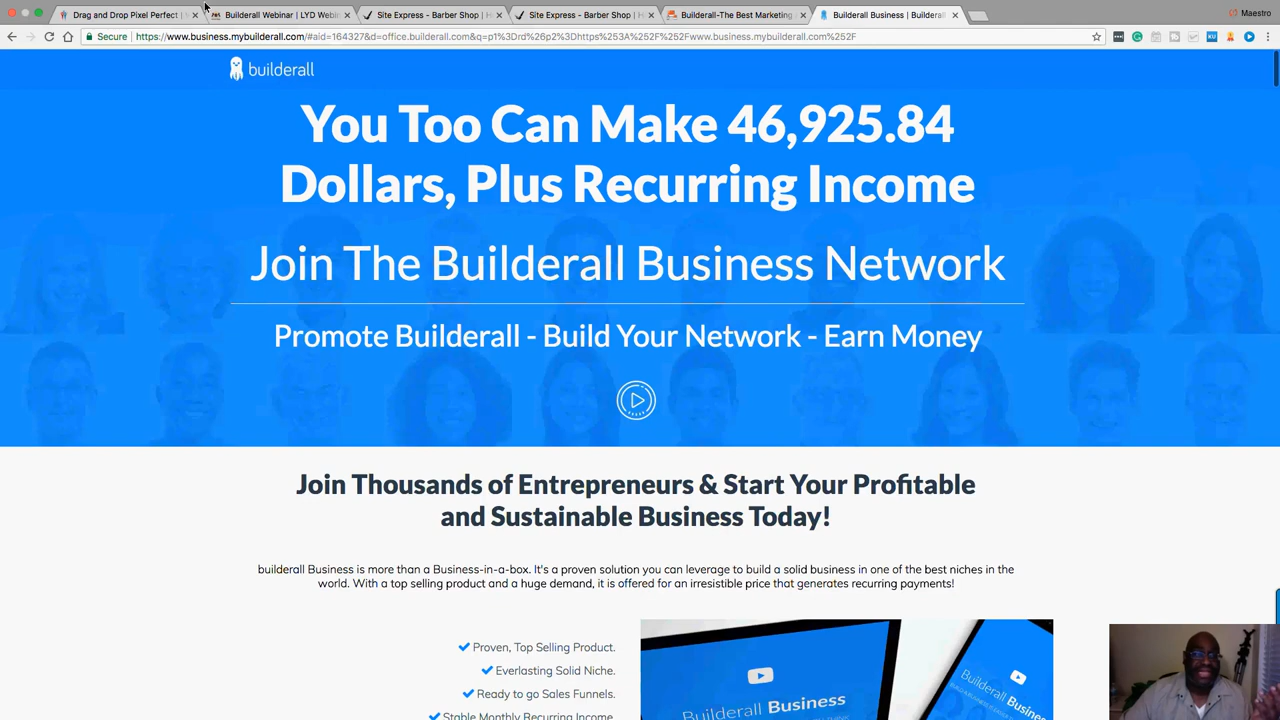 Drag and Drop Pixel Perfect |
Builderall Webinar | LYD Webin
Site Express - Barber Shop | H
Site Express - Barber Shop | H
Builderall-The Best Marketing
Builderall Business | Builderal
Maestro
Secure
https://www.business.mybuilderall.com/#aid=164327&d=office.builderall.com&q=p1%3Drd%26p2%3Dhttps%253A%252F%252Fwww.business.mybuilderall.com%252F
KU
builderall
You Too Can Make 46,925.84
Dollars, Plus Recurring Income
Join The Builderall Business Network
Promote Builderall - Build Your Network - Earn Money
Join Thousands of Entrepreneurs & Start Your Profitable
and Sustainable Business Today!
builderall Business is more than a Business-in-a-box. It's a proven solution you can leverage to build a solid business in one of the best niches in the
world. With a top selling product and a huge demand, it is offered for an irresistible price that generates recurring payments!
Proven, Top Selling Product.
Everlasting Solid Niche.
Ready to go Sales Funnels.
Stable Monthly Recurring Income.
Builderall Business
Builderall Business